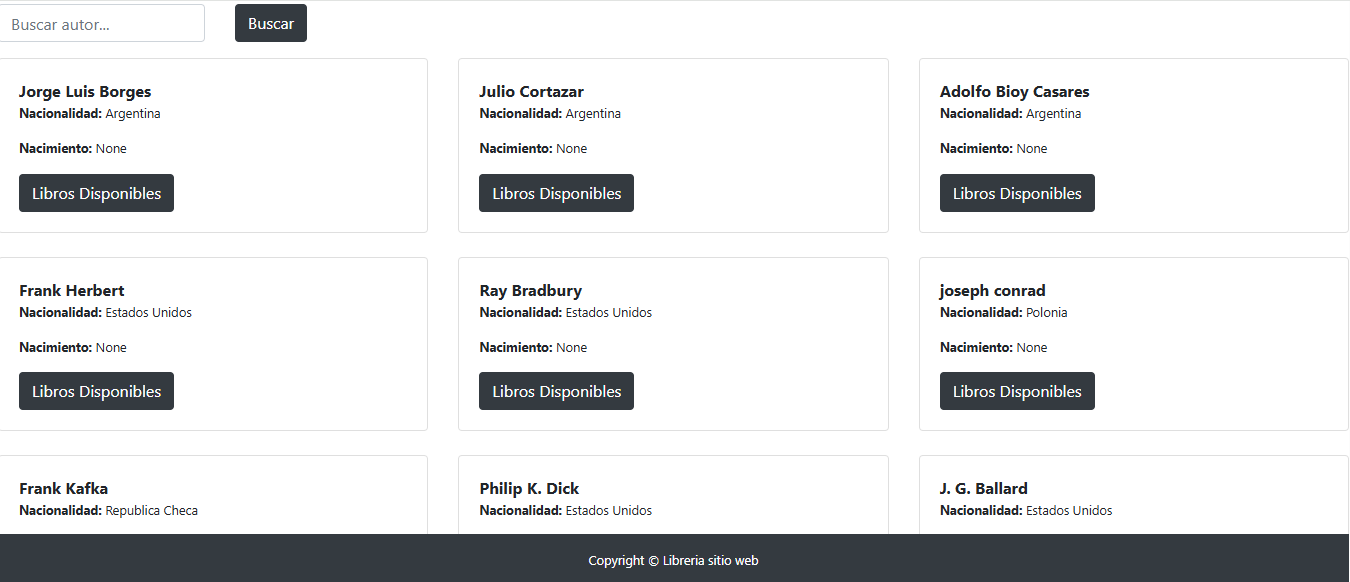 Buscar autor...
Buscar
Jorge Luis Borges
Nacionalidad: Argentina
Nacimiento: None
Libros Disponibles
Julio Cortazar
Nacionalidad: Argentina
Nacimiento: None
Libros Disponibles
Adolfo Bioy Casares
Nacionalidad: Argentina
Nacimiento: None
Libros Disponibles
Frank Herbert
Nacionalidad: Estados Unidos
Nacimiento: None
Libros Disponibles
Ray Bradbury
Nacionalidad: Estados Unidos
Nacimiento: None
Libros Disponibles
joseph conrad
Nacionalidad: Polonia
Nacimiento: None
Libros Disponibles
Frank Kafka
Nacionalidad: Republica Checa
Philip K. Dick
Nacionalidad: Estados Unidos
J. G. Ballard
Nacionalidad: Estados Unidos
Copyright © Libreria sitio web